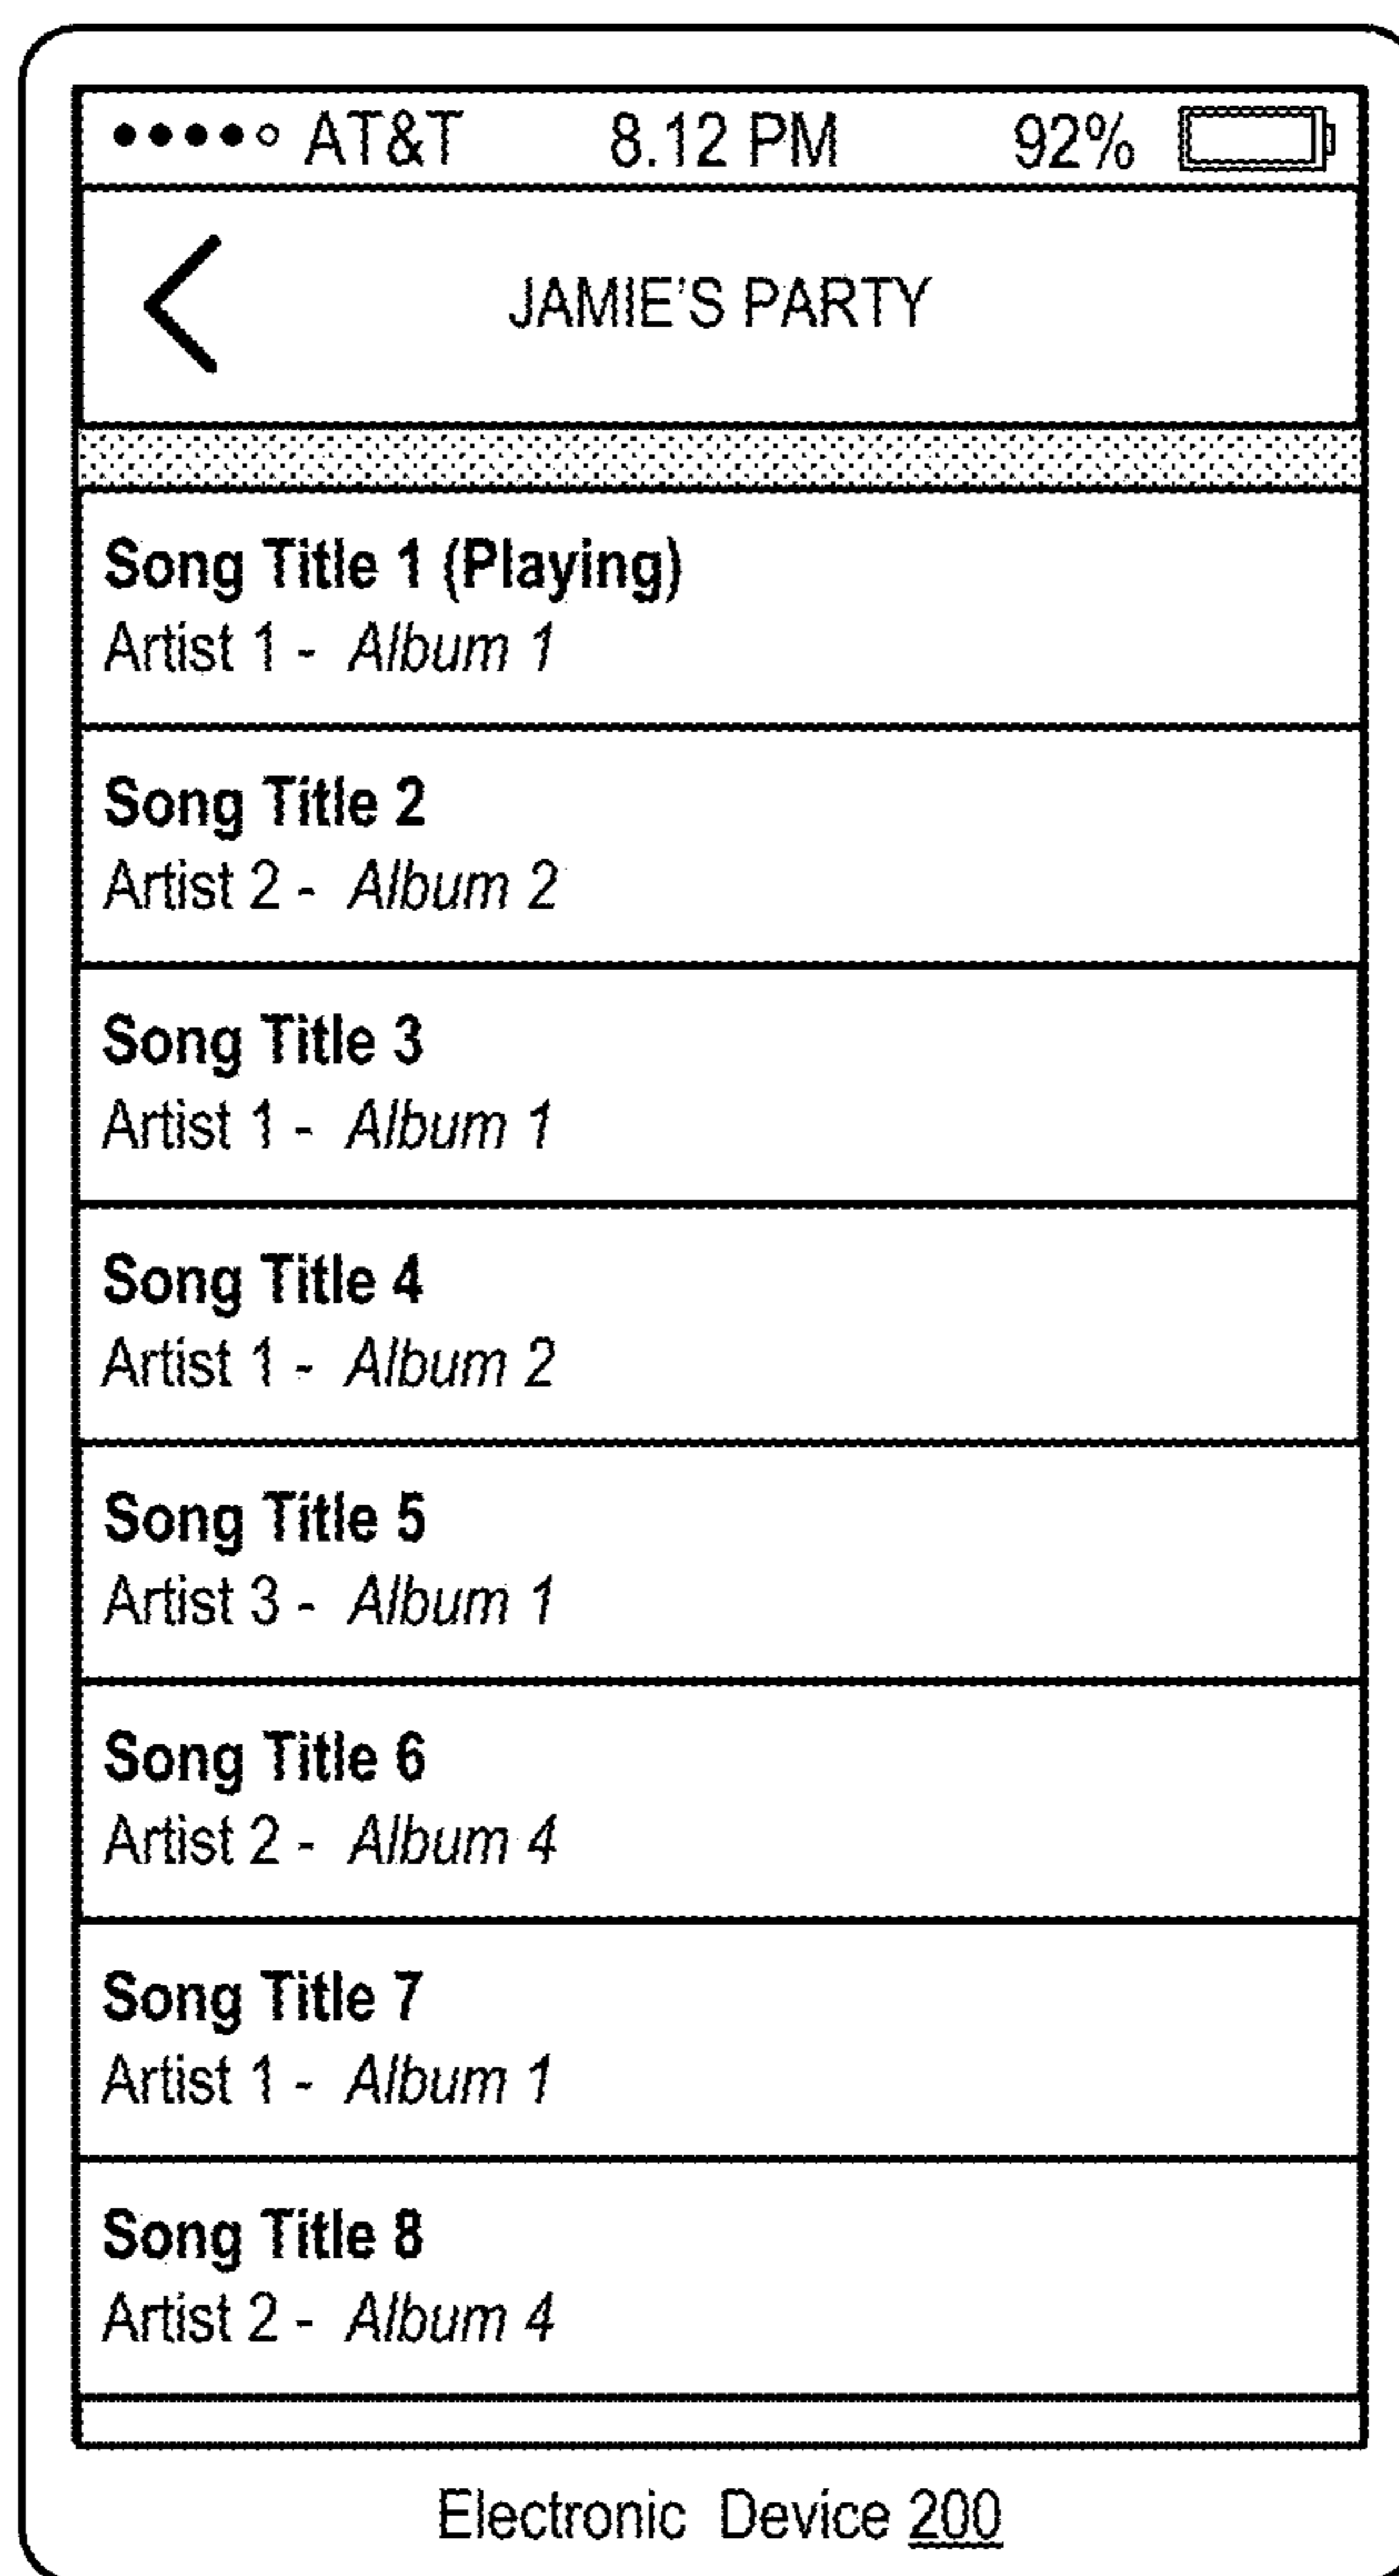 AT&T 8.12 PM 92%
JAMIE'S PARTY
Song Title 1 (Playing)
Artist 1 - Album 1
Song Title 2
Artist 2 - Album 2
Song Title 3
Artist 1 - Album 1
Song Title 4
Artist 1 - Album 2
Song Title 5
Artist 3 - Album 1
Song Title 6
Artist 2 - Album 4
Song Title 7
Artist 1 - Album 1
Song Title 8
Artist 2 - Album 4
Electronic Device 200